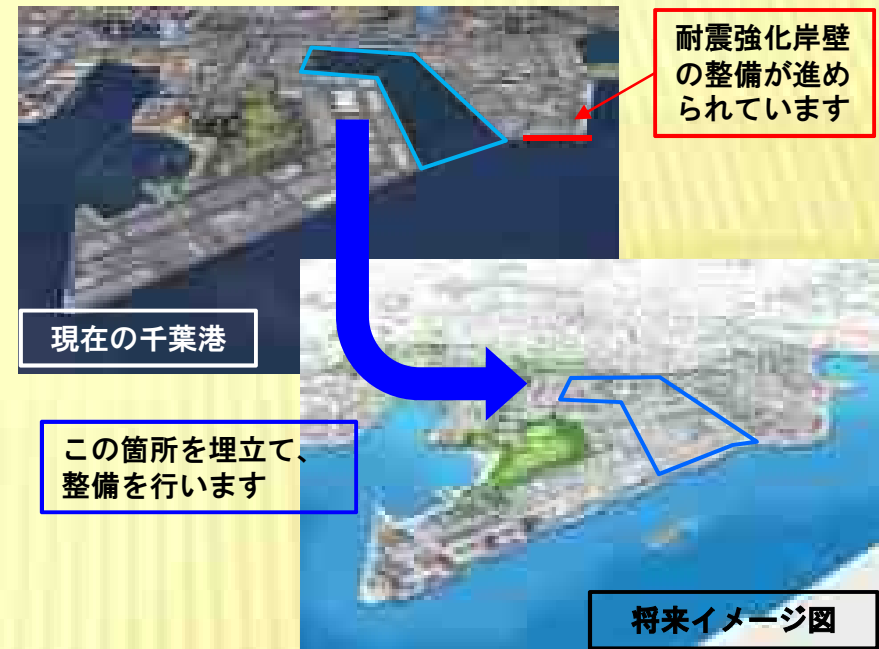 耐震強化岸壁
の整備が進め
られています
現在の千葉港
この箇所を埋立て、
整備を行います
将来イメージ図